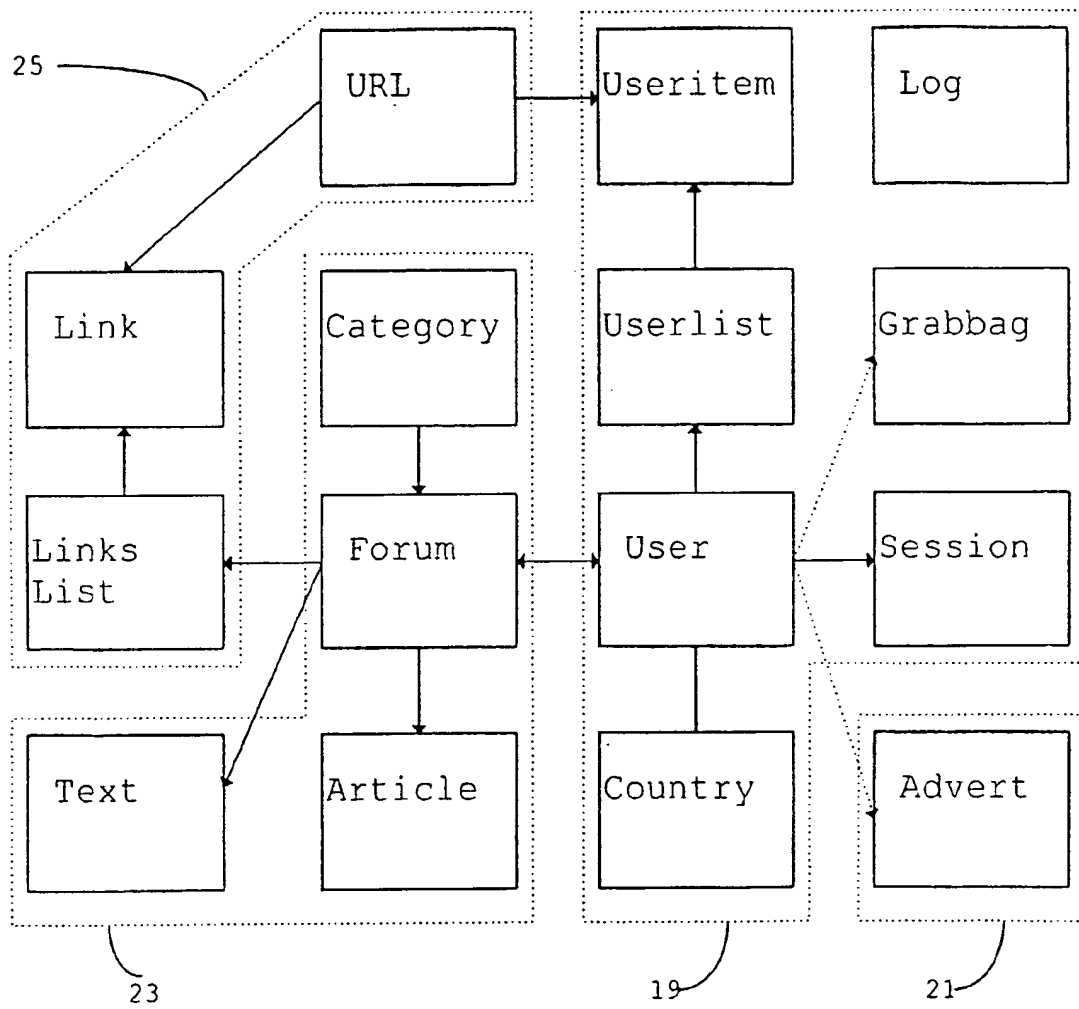 25
URL
Useritem
Log
Link
Category
Userlist
Grabbag
Links
List
Forum
User
Session
Text
Article
Country
Advert
23
19
21